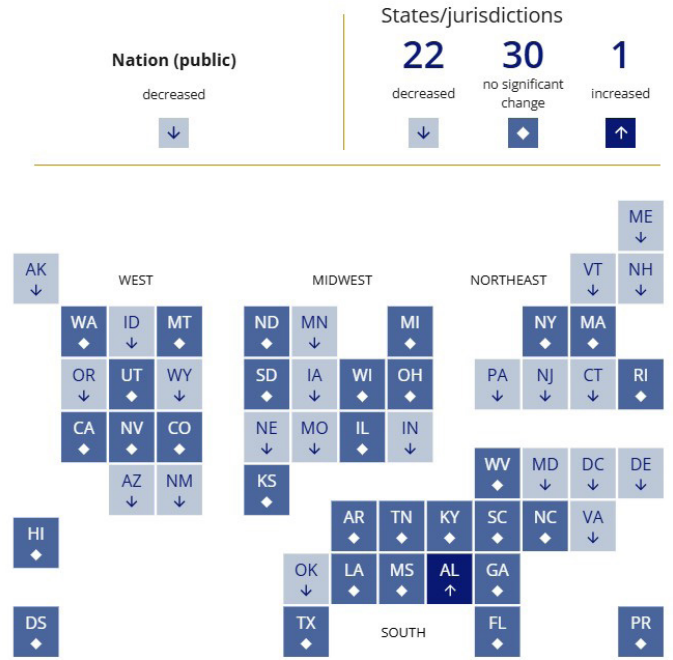 States/jurisdictions
Nation (public)
22 30 1
decreased
decreased
no significant
change
increased
ME
AK
WEST
MIDWEST
NORTHEAST
VT NH
WA ID MT ND MN MI NY MA
OR UT WY SD IA WI OH PA NJ CT RI
CA NV CO NE MO IL IN
AZ NM KS WV MD DC DE
HI AR TN KY SC NC VA
OK LA MS AL GA
DS TX SOUTH FL PR